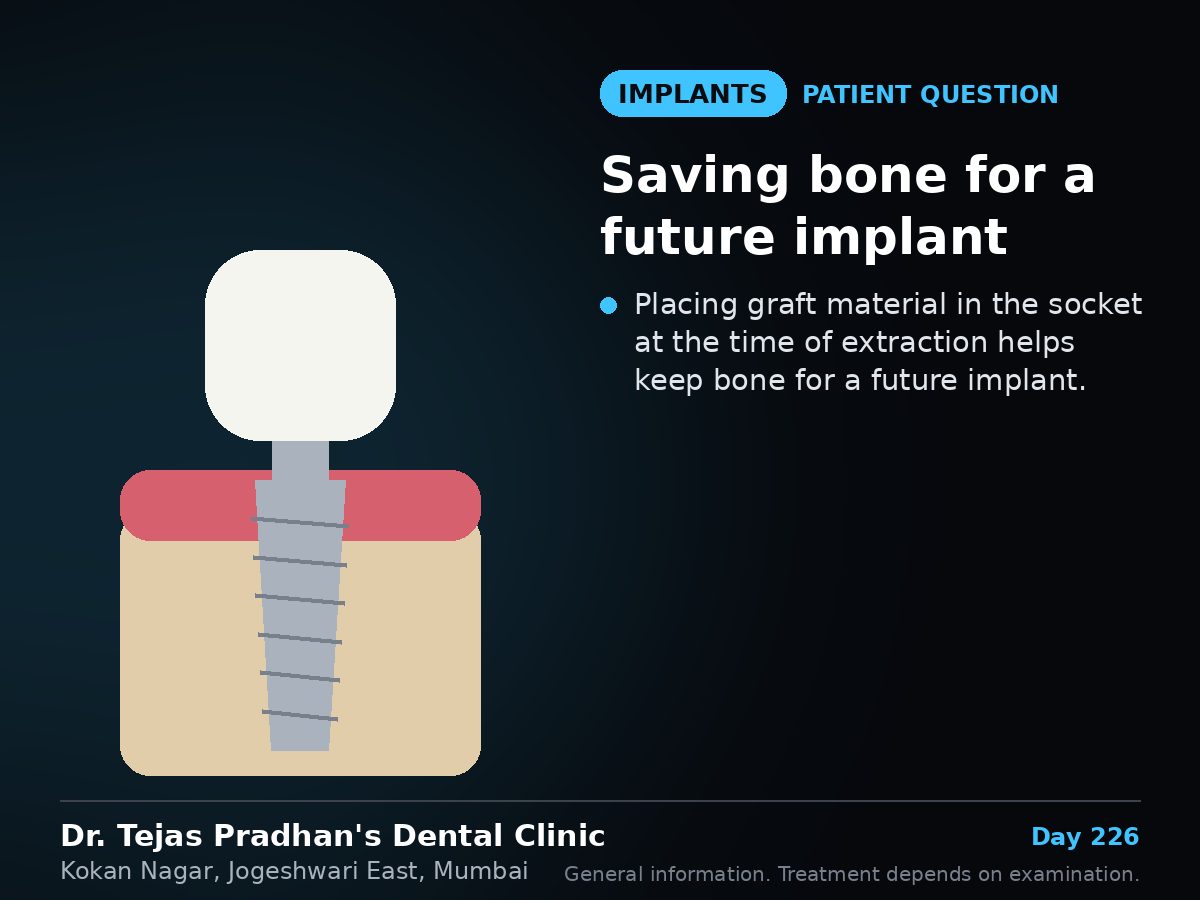 IMPLANTS PATIENT QUESTION
Saving bone for a
future implant
Placing graft material in the socket
at the time of extraction helps
keep bone for a future implant.
Dr. Tejas Pradhan's Dental Clinic
Day 226
Kokan Nagar, Jogeshwari East, Mumbai
General information. Treatment depends on examination.